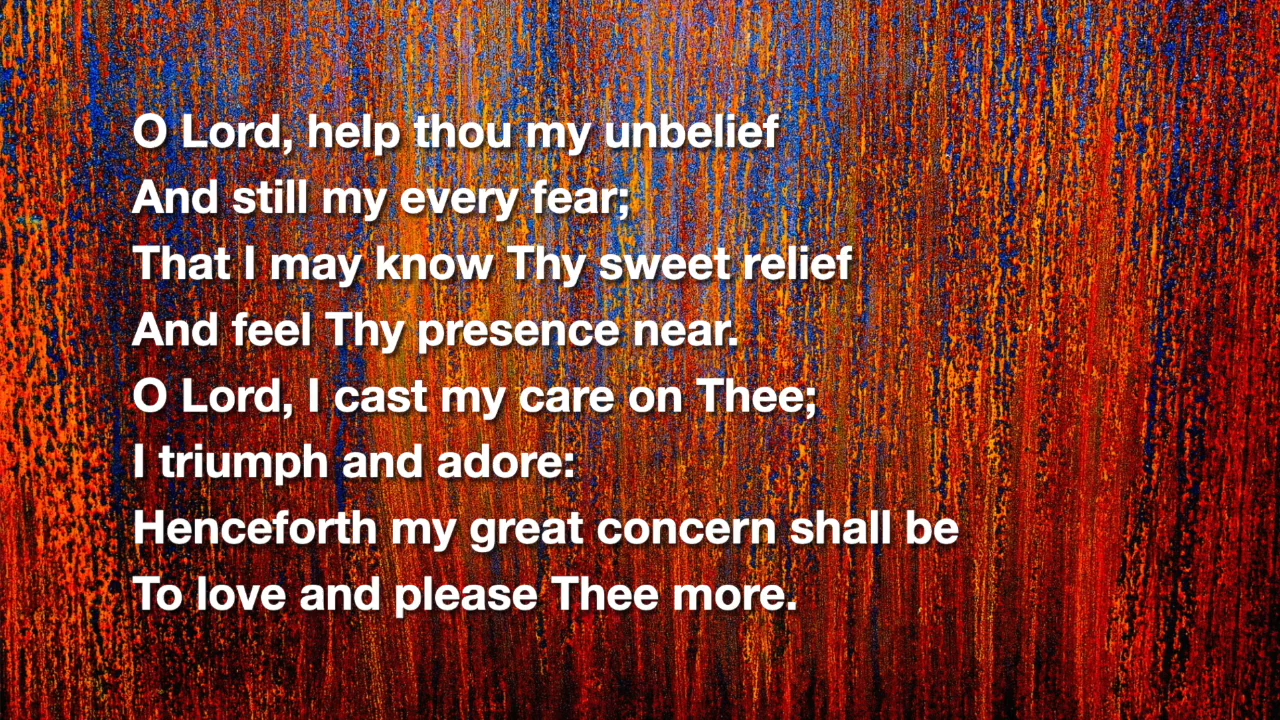 O Lord, help thou my unbelief
And still my every fear;
That I may know Thy sweet relief
And feel Thy presence near.
O Lord, I cast my care on Thee;
I triumph and adore:
Henceforth my great concern shall be
To love and please Thee more.